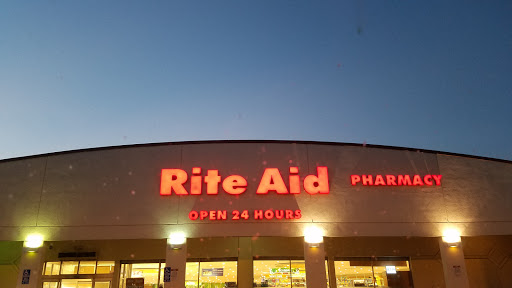 Rite Aid PHARMACY
OPEN 24 HOURS